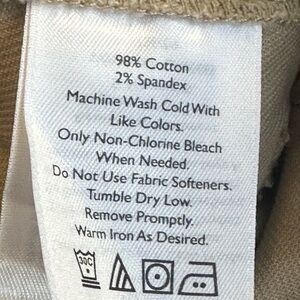 98% Cotton
2% Spandex
Machine Wash Cold With
Like Colors.
Only Non-Chlorine Bleach
When Needed.
Do Not Use Fabric Softeners.
Tumble Dry Low.
Remove Promptly.
Warm Iron As Desired.
30C